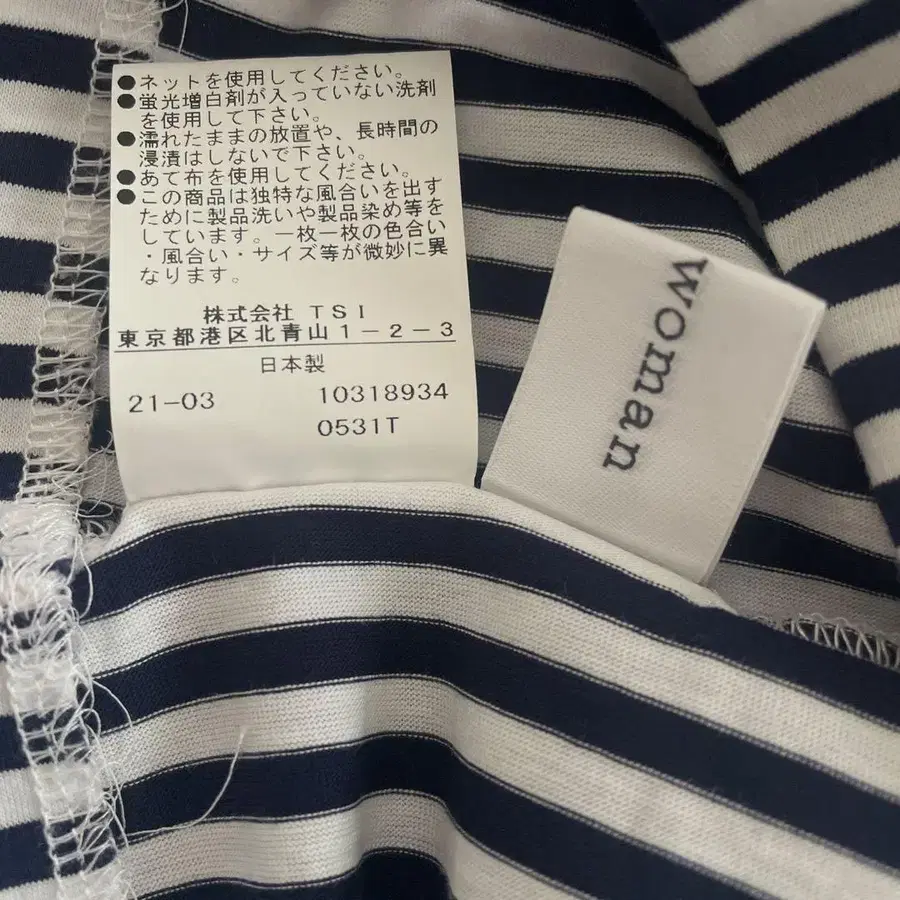 ●ネットを使用してください。
●蛍光増白剤が入っていない洗剤
を使用して下さい。
●濡れたままの放置や、長時間の
浸漬はしないで下さい。
●あて布を使用してください。
●この商品は独特な風合いを出す
ために製品洗いや製品染め等を
しています。一枚一枚の色合い
・風合い・サイズ等が微妙に異
なります。
株式会社 TSI
東京都港区北青山1-2-3
日本製
21-03 10318934
0531T
woman